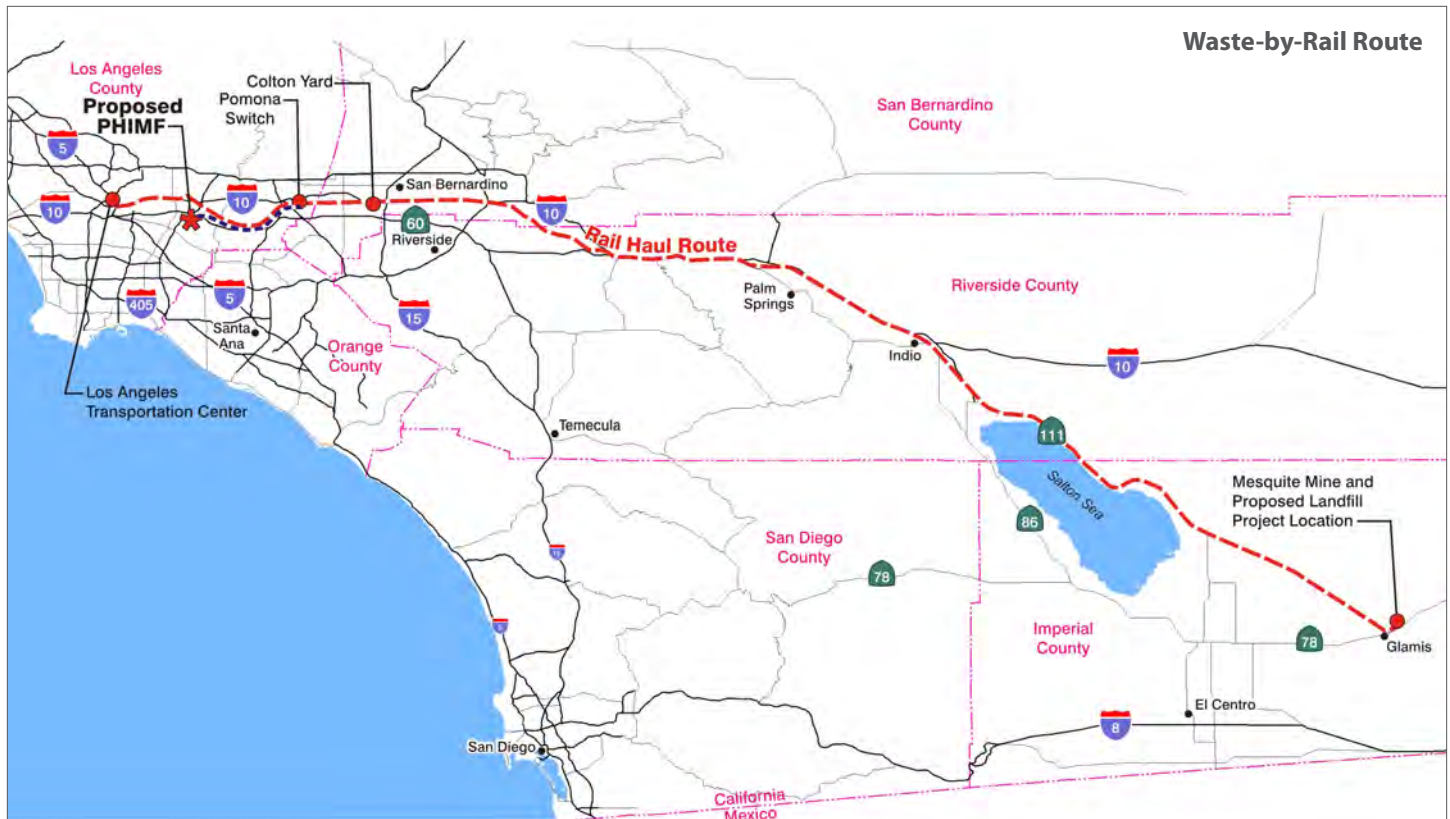 Waste-by-Rail Route
Los Angeles
County
Proposed
PHIMF
Colton Yard
Pomona
Switch
San Bernardino
County
5
10
10
San Bernardino
10
60
Riverside
Rail Haul Route
405
5
15
Santa
Ana
Orange
County
Palm
Springs
Riverside County
Indio
10
Los Angeles
Transportation Center
Temecula
111
Salton Sea
86
Mesquite Mine and
Proposed Landfill
Project Location
San Diego
County
78
Imperial
County
78
Glamis
5
El Centro
8
San Diego
California
Mexico